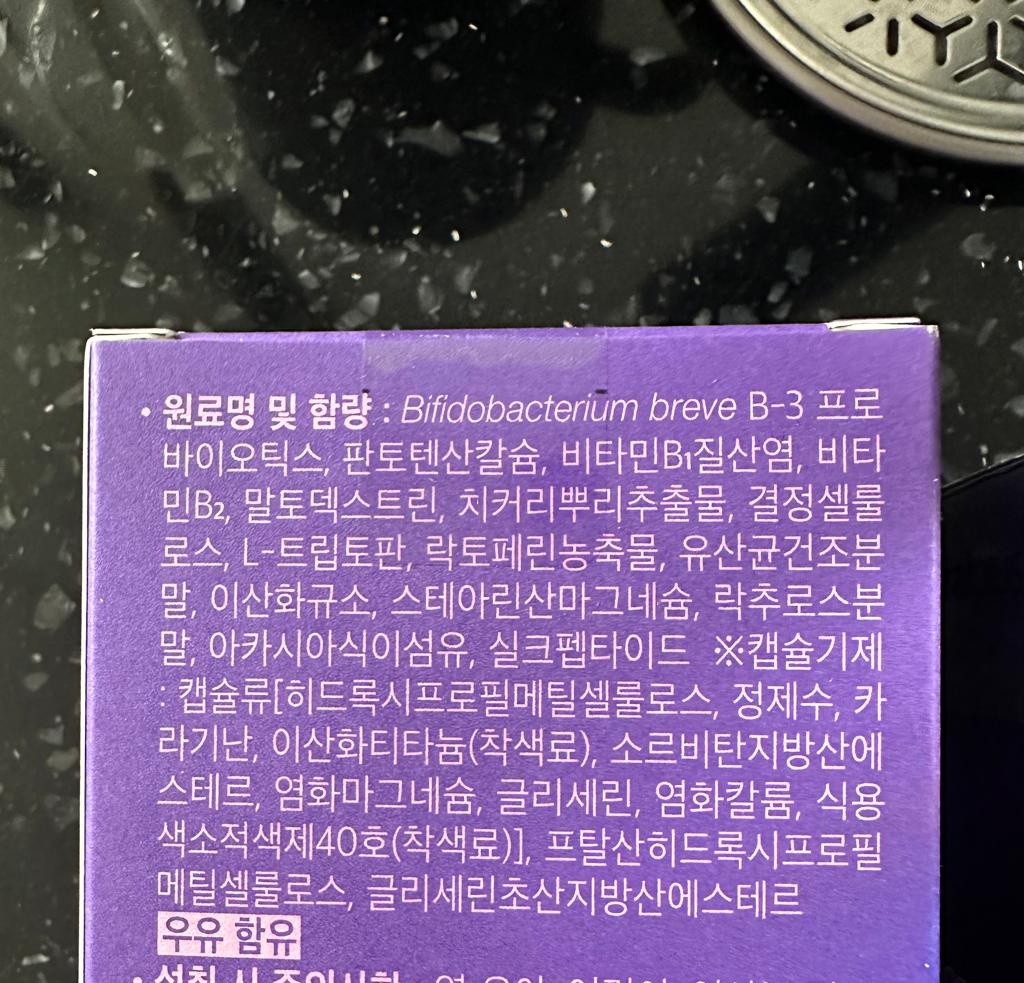 • 원료명 및 함량 : Bifidobacterium breve B-3 프로
바이오틱스, 판토텐산칼슘, 비타민B₁질산염, 비타
민B₂, 말토덱스트린, 치커리뿌리추출물, 결정셀룰
로스, L-트립토판, 락토페린농축물, 유산균건조분
말, 이산화규소, 스테아린산마그네슘, 락추로스분
말, 아카시아식이섬유, 실크펩타이드 ※캡슐기제
: 캡슐류[히드록시프로필메틸셀룰로스, 정제수, 카
라기난, 이산화티타늄(착색료), 소르비탄지방산에
스테르, 염화마그네슘, 글리세린, 염화칼륨, 식용
색소적색제40호(착색료)], 프탈산히드록시프로필
메틸셀룰로스, 글리세린초산지방산에스테르
우유 함유
• 섭취 시 주의사항